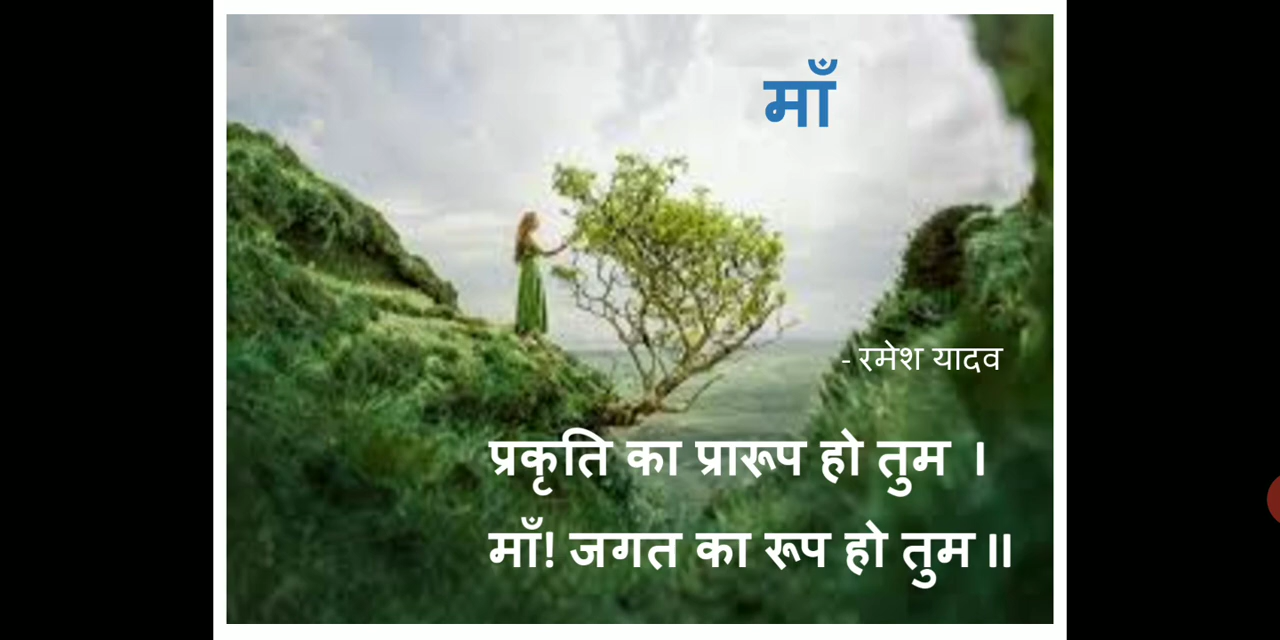 माँ
- रमेश यादव
प्रकृति का प्रारूप हो तुम ।
माँ! जगत का रूप हो तुम ॥